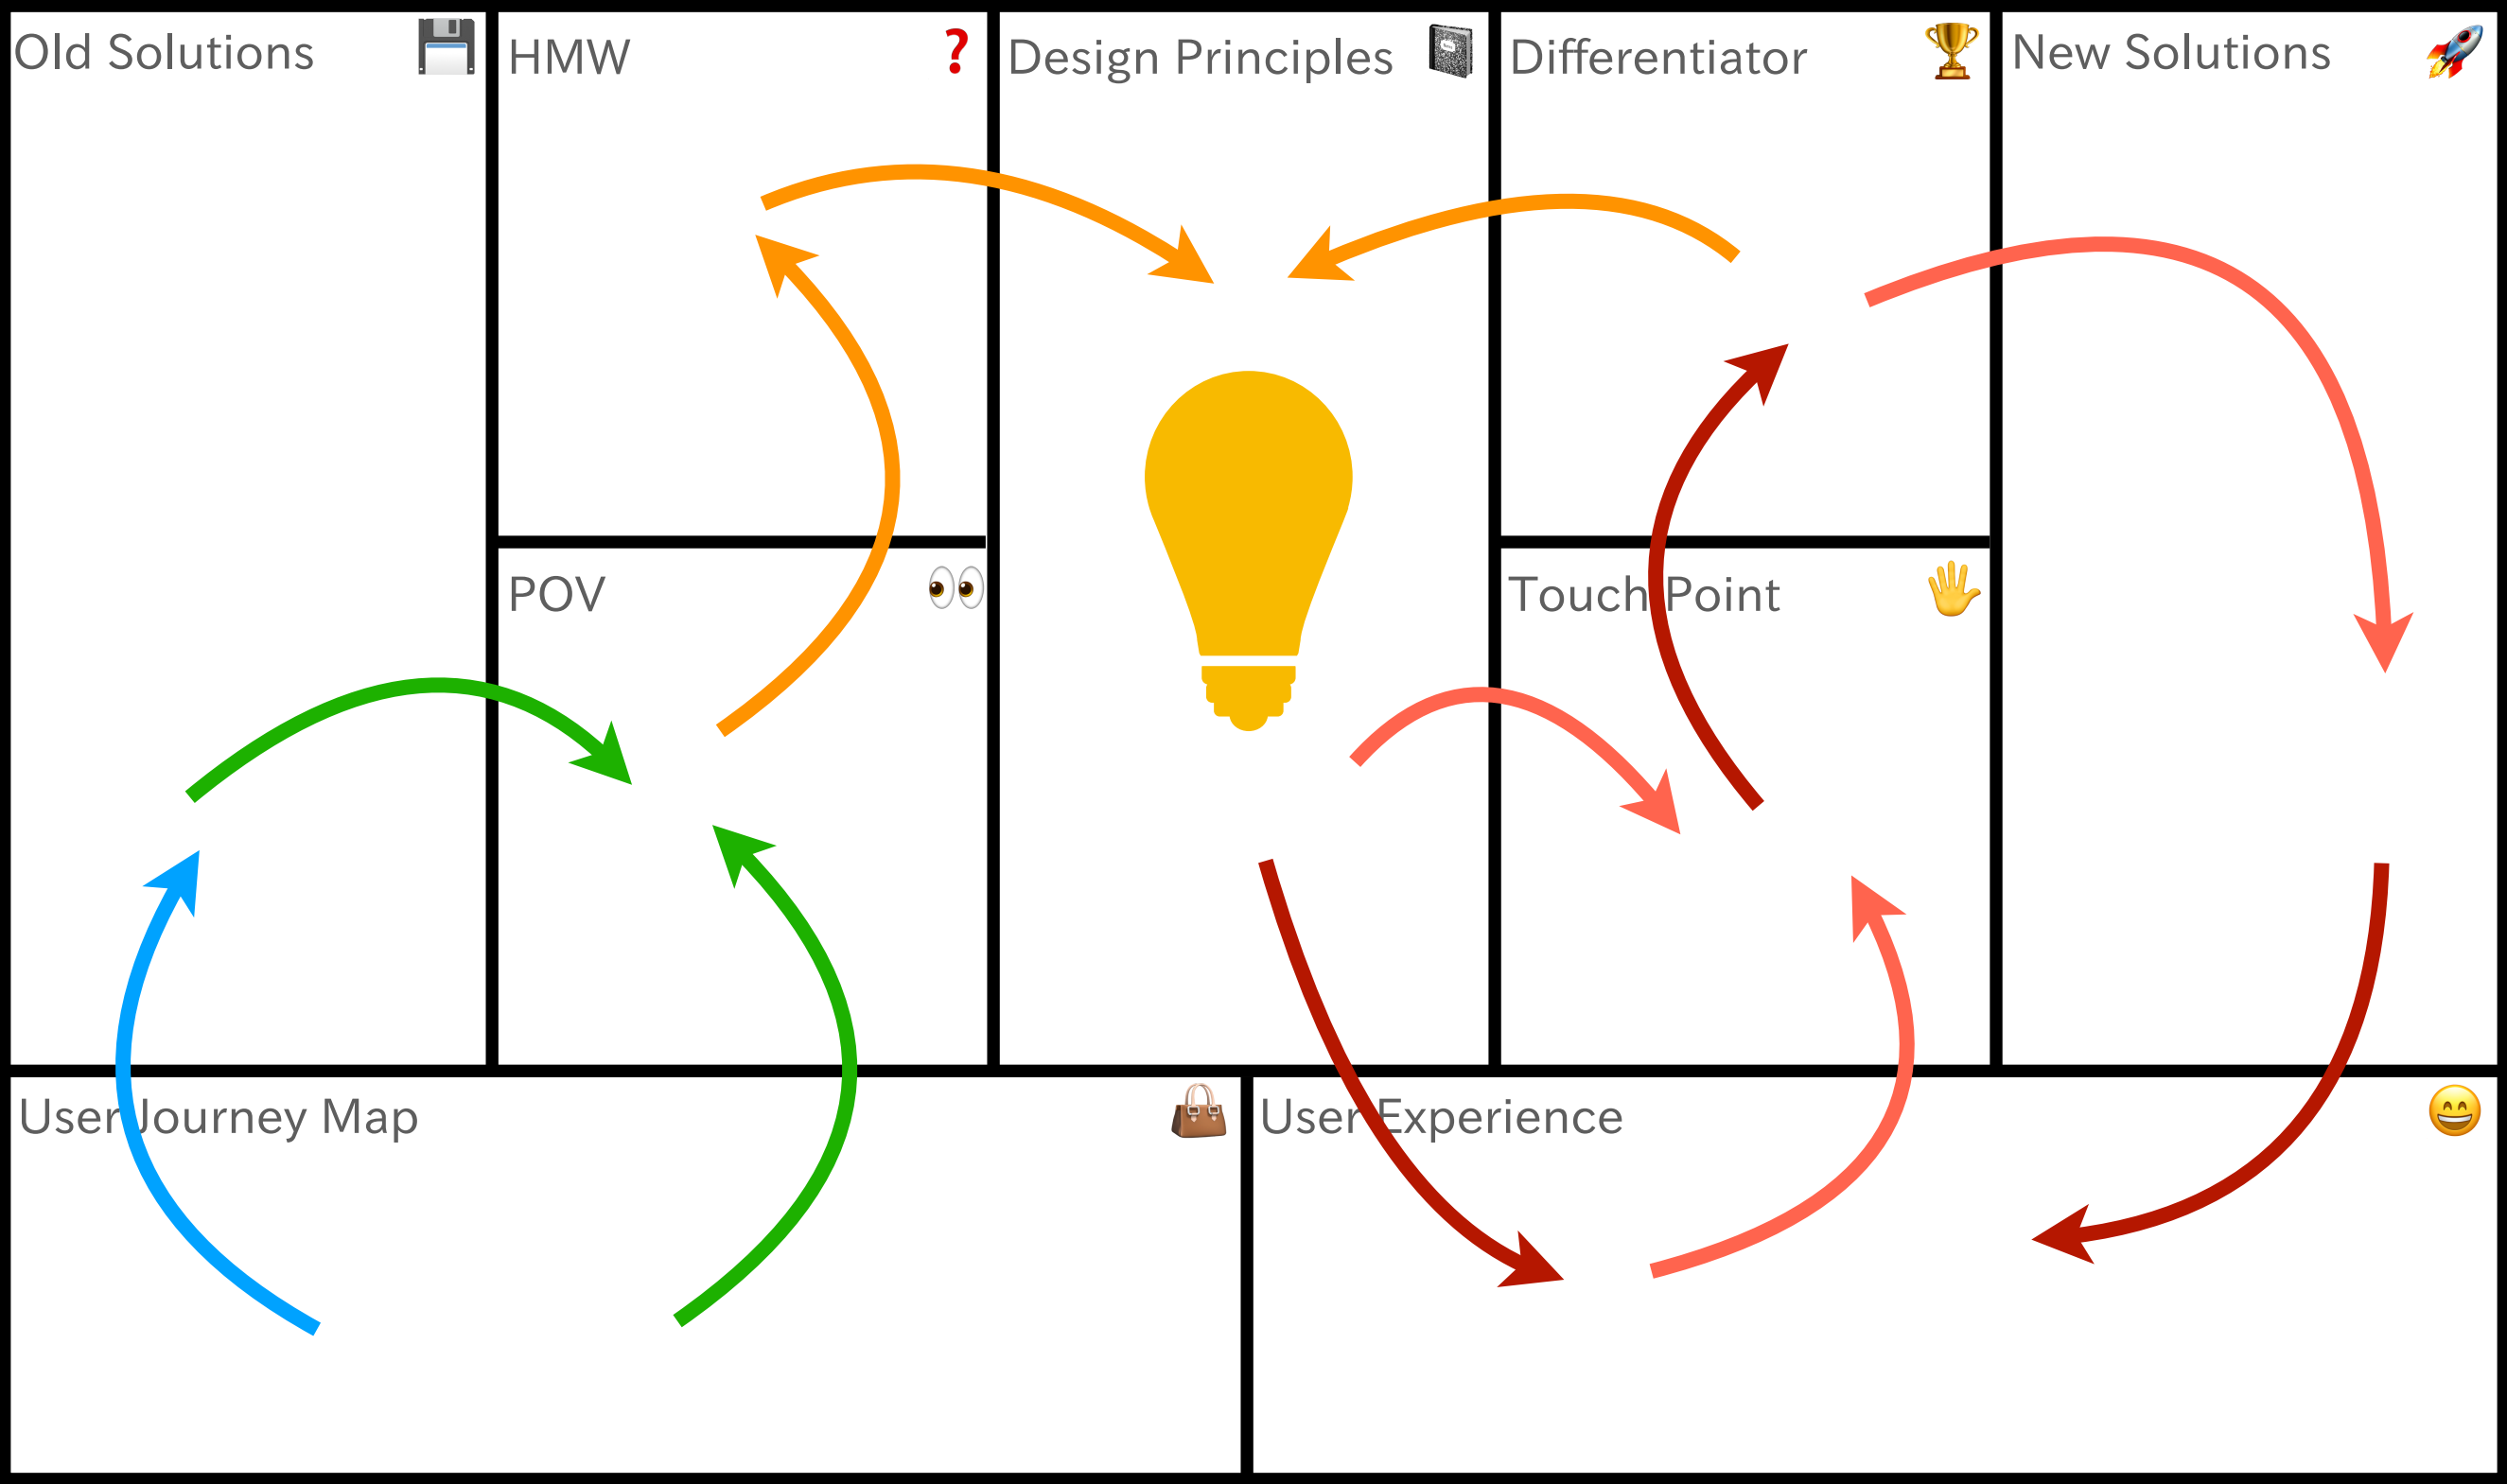 Old Solutions
HMW
Design Principles
Differentiator
New Solutions
POV
Touch Point
User Journey Map
User Experience